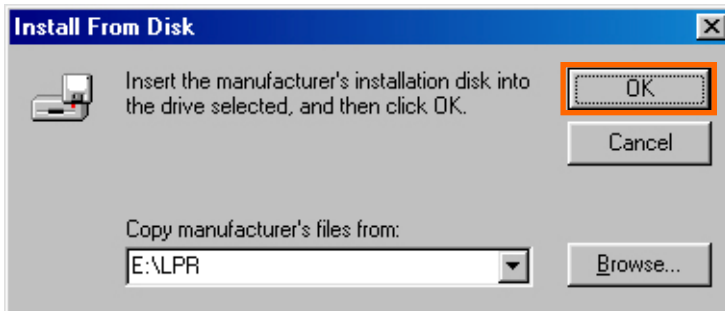 Install From Disk
Insert the manufacturer's installation disk into
the drive selected, and then click OK.
OK
Cancel
Copy manufacturer's files from:
E:\LPR
Browse...